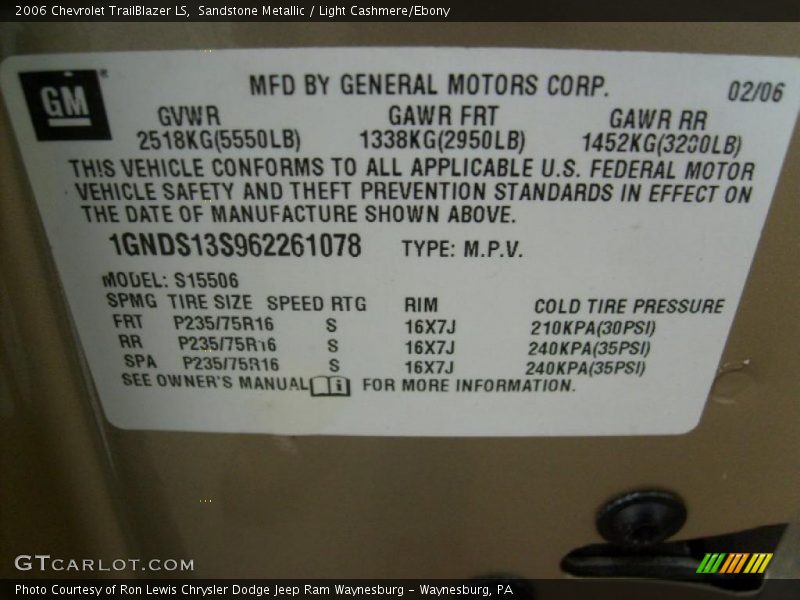 2006 Chevrolet TrailBlazer LS,  Sandstone Metallic / Light Cashmere/Ebony
GM®
MFD BY GENERAL MOTORS CORP.
02/06
GVWR GAWR FRT GAWR RR
2518KG(5550LB) 1338KG(2950LB) 1452KG(3200LB)
THIS VEHICLE CONFORMS TO ALL APPLICABLE U.S. FEDERAL MOTOR
VEHICLE SAFETY AND THEFT PREVENTION STANDARDS IN EFFECT ON
THE DATE OF MANUFACTURE SHOWN ABOVE.
1GNDS13S962261078 TYPE: M.P.V.
MODEL: S15506
SPMG TIRE SIZE SPEED RTG RIM COLD TIRE PRESSURE
FRT P235/75R16 S 16X7J 210KPA(30PSI)
RR P235/75R16 S 16X7J 240KPA(35PSI)
SPA P235/75R16 S 16X7J 240KPA(35PSI)
SEE OWNER'S MANUAL i FOR MORE INFORMATION.
GTCARLOT.COM
Photo Courtesy of Ron Lewis Chrysler Dodge Jeep Ram Waynesburg – Waynesburg, PA